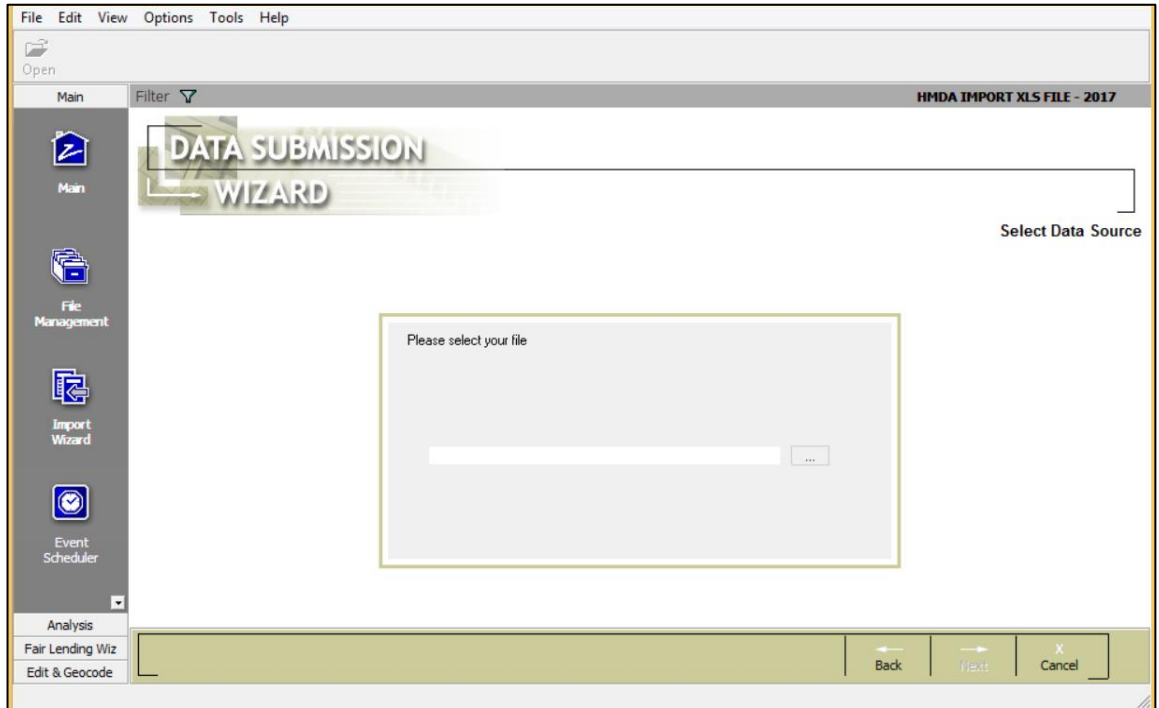 File Edit View Options Tools Help
Open
Main
Filter
HMDA IMPORT XLS FILE - 2017
DATA SUBMISSION
WIZARD
Main
Select Data Source
File
Management
Please select your file
...
Import
Wizard
Event
Scheduler
Analysis
Fair Lending Wiz
Edit & Geocode
Back
Next
X
Cancel